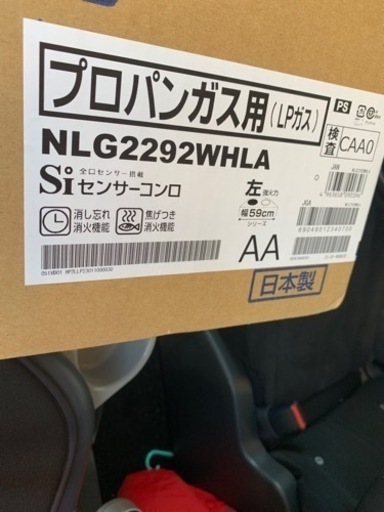 プロパンガス用(LPガス)
PS
NLG2292WHLA
検査 CAA0
全口センサー搭載
Siセンサーコンロ
左 強火力
幅59cm
シリーズ
消し忘れ
消火機能
焦げつき
消火機能
AA
JAN
日本製